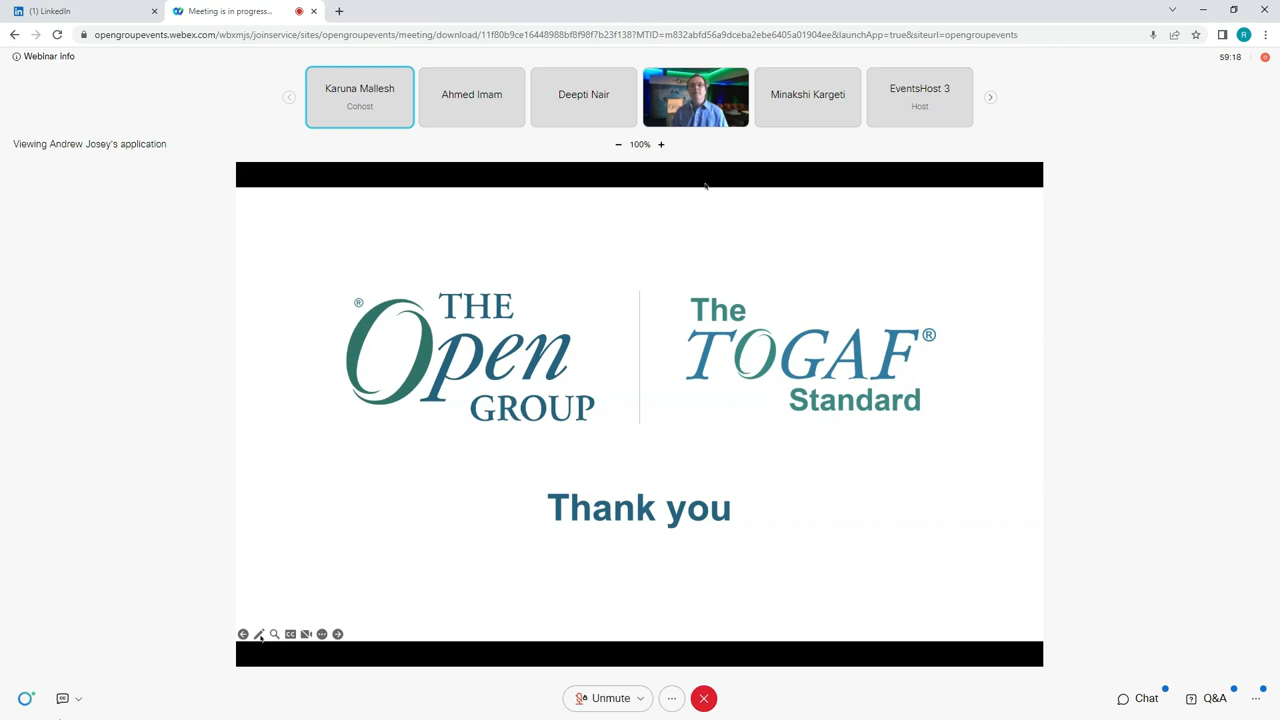 (1) LinkedIn
Meeting is in progress...
opengroupevents.webex.com/wbxmjs/joinservice/sites/opengroupevents/meeting/download/11f80b9ce16448988bf8f98f7b23f138?MTID=m832abfd56a9dceba2ebe6405a01904ee&launchApp=true&siteurl=opengroupevents
R
Webinar info
59:18
Karuna Mallesh
Cohost
Ahmed Imam
Deepti Nair
Minakshi Kargeti
EventsHost 3
Host
Viewing Andrew Josey's application
100%
® THE
Open
GROUP
The
TOGAF®
Standard
Thank you
CC
Unmute
Chat
Q&A